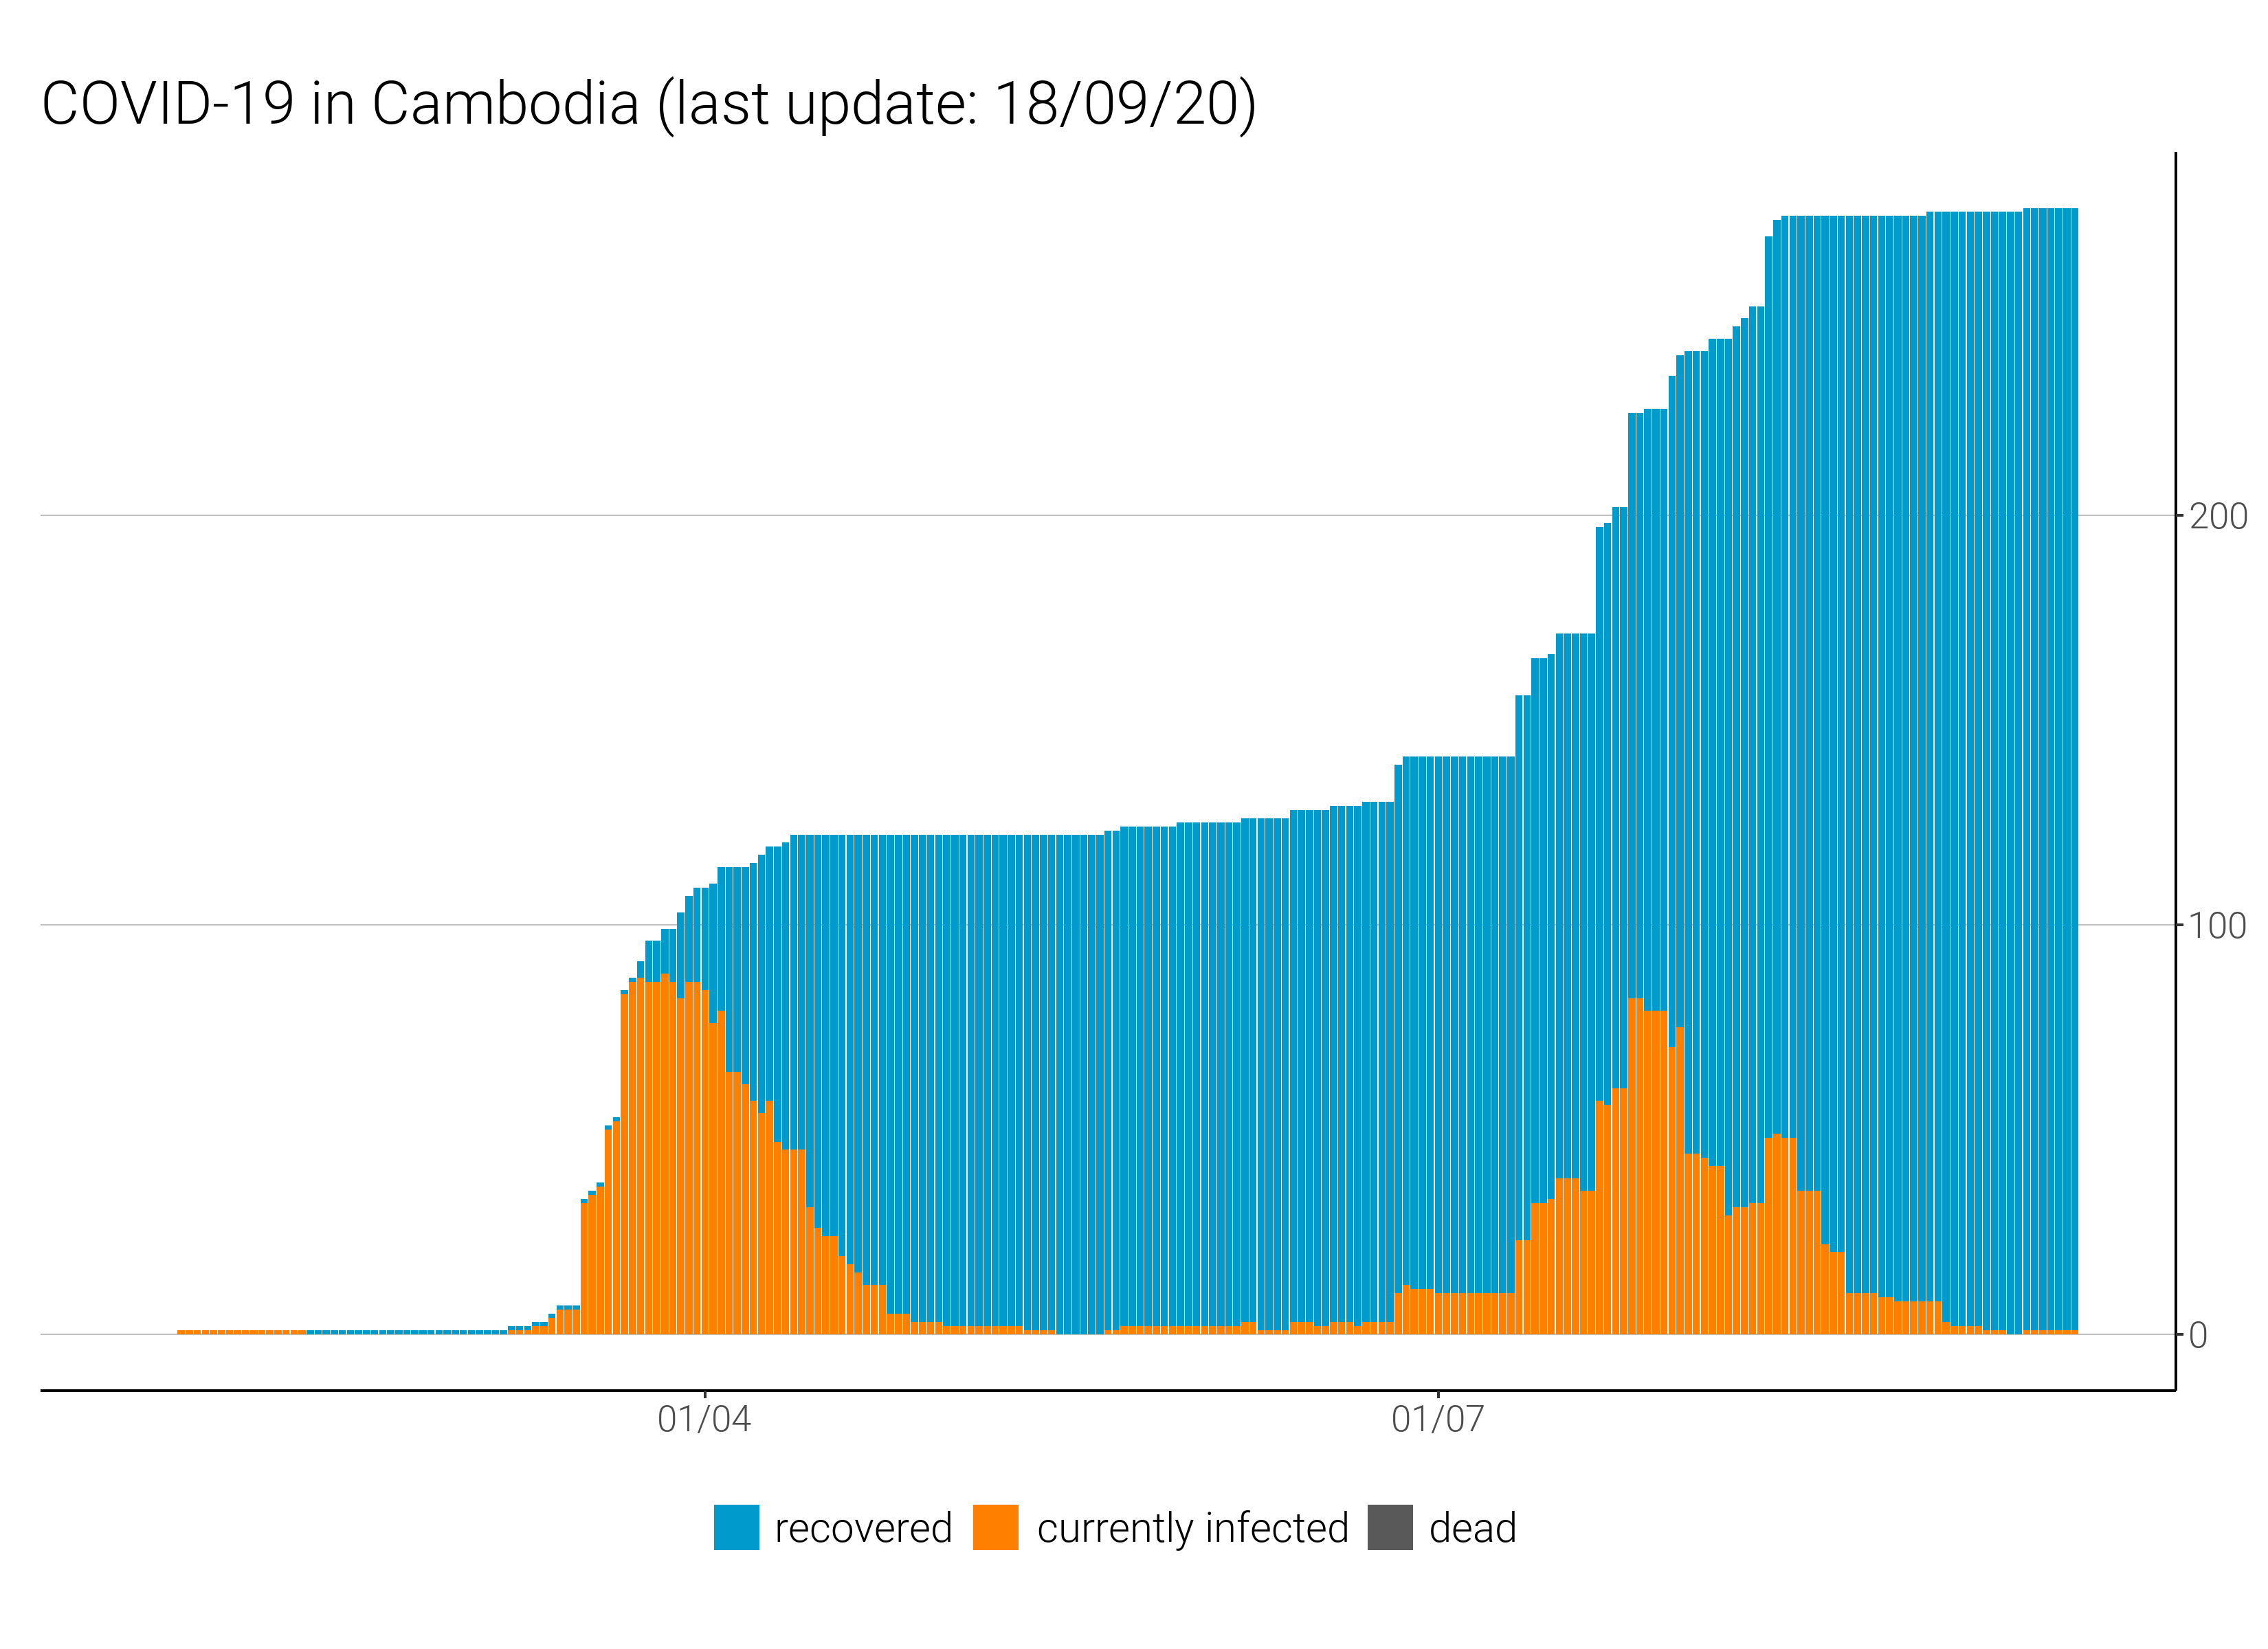 COVID-19 in Cambodia (last update: 18/09/20)
200
100
0
01/04 01/07
recovered currently infected dead